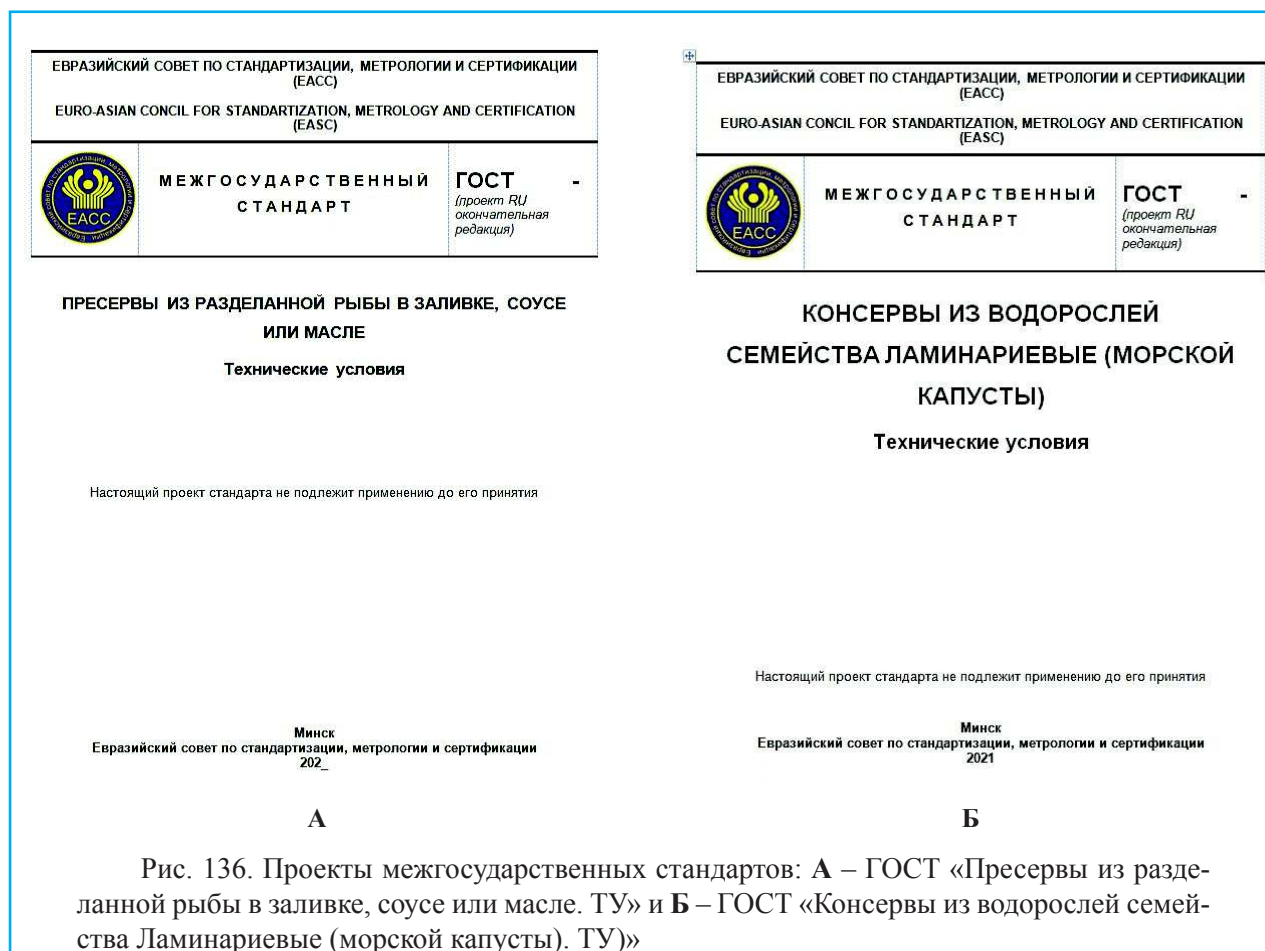 ЕВРАЗИЙСКИЙ СОВЕТ ПО СТАНДАРТИЗАЦИИ, МЕТРОЛОГИИ И СЕРТИФИКАЦИИ
(ЕАСС)
EURO-ASIAN CONCIL FOR STANDARTIZATION, METROLOGY AND CERTIFICATION
(EASC)
ЕАСС
МЕЖГОСУДАРСТВЕННЫЙ
СТАНДАРТ
ГОСТ -
(проект RU
окончательная
редакция)
ПРЕСЕРВЫ ИЗ РАЗДЕЛАННОЙ РЫБЫ В ЗАЛИВКЕ, СОУСЕ
ИЛИ МАСЛЕ
Технические условия
Настоящий проект стандарта не подлежит применению до его принятия
Минск
Евразийский совет по стандартизации, метрологии и сертификации
202_
А
ЕВРАЗИЙСКИЙ СОВЕТ ПО СТАНДАРТИЗАЦИИ, МЕТРОЛОГИИ И СЕРТИФИКАЦИИ
(ЕАСС)
EURO-ASIAN CONCIL FOR STANDARTIZATION, METROLOGY AND CERTIFICATION
(EASC)
ЕАСС
МЕЖГОСУДАРСТВЕННЫЙ
СТАНДАРТ
ГОСТ -
(проект RU
окончательная
редакция)
КОНСЕРВЫ ИЗ ВОДОРОСЛЕЙ
СЕМЕЙСТВА ЛАМИНАРИЕВЫЕ (МОРСКОЙ
КАПУСТЫ)
Технические условия
Настоящий проект стандарта не подлежит применению до его принятия
Минск
Евразийский совет по стандартизации, метрологии и сертификации
2021
Б
Рис. 136. Проекты межгосударственных стандартов: А – ГОСТ «Пресервы из разде-
ланной рыбы в заливке, соусе или масле. ТУ» и Б – ГОСТ «Консервы из водорослей семей-
ства Ламинариевые (морской капусты). ТУ)»